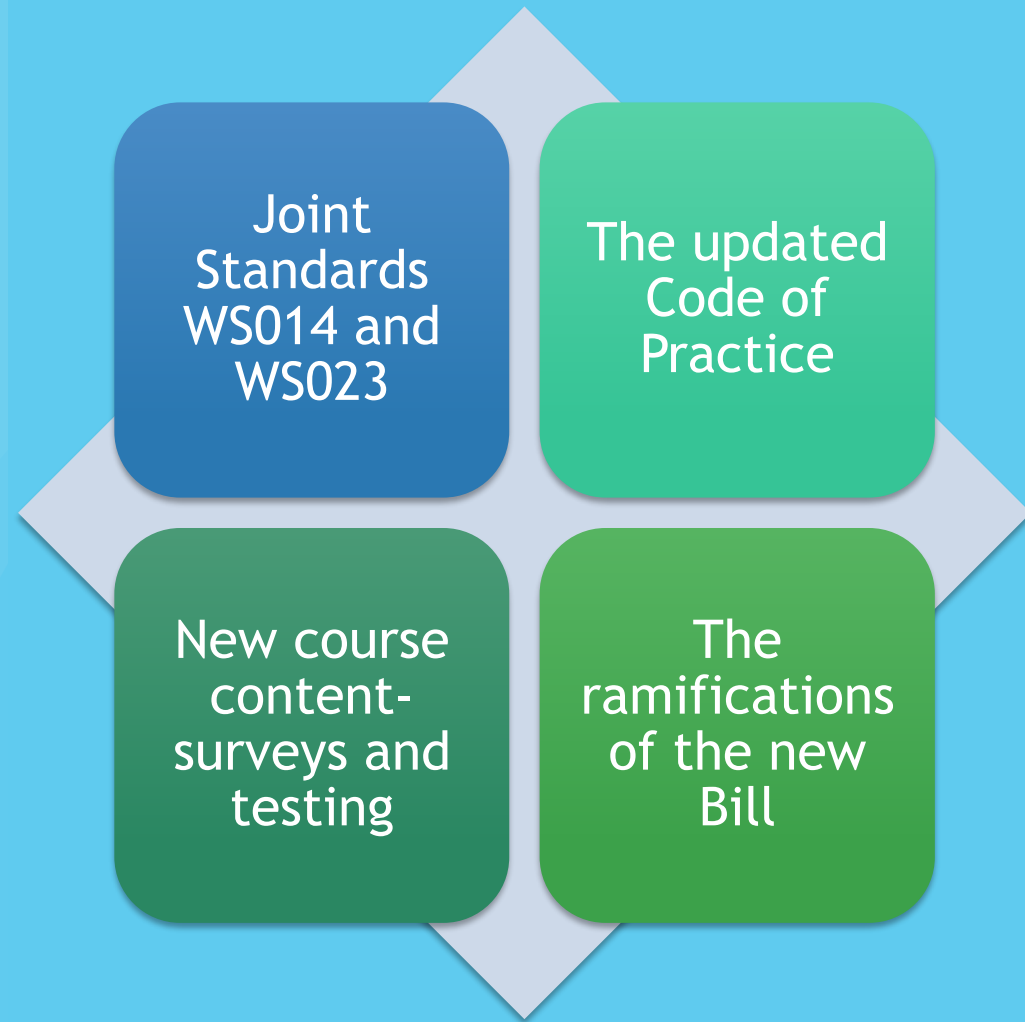 Joint
Standards
WS014 and
WS023
The updated
Code of
Practice
New course
content-
surveys and
testing
The
ramifications
of the new
Bill